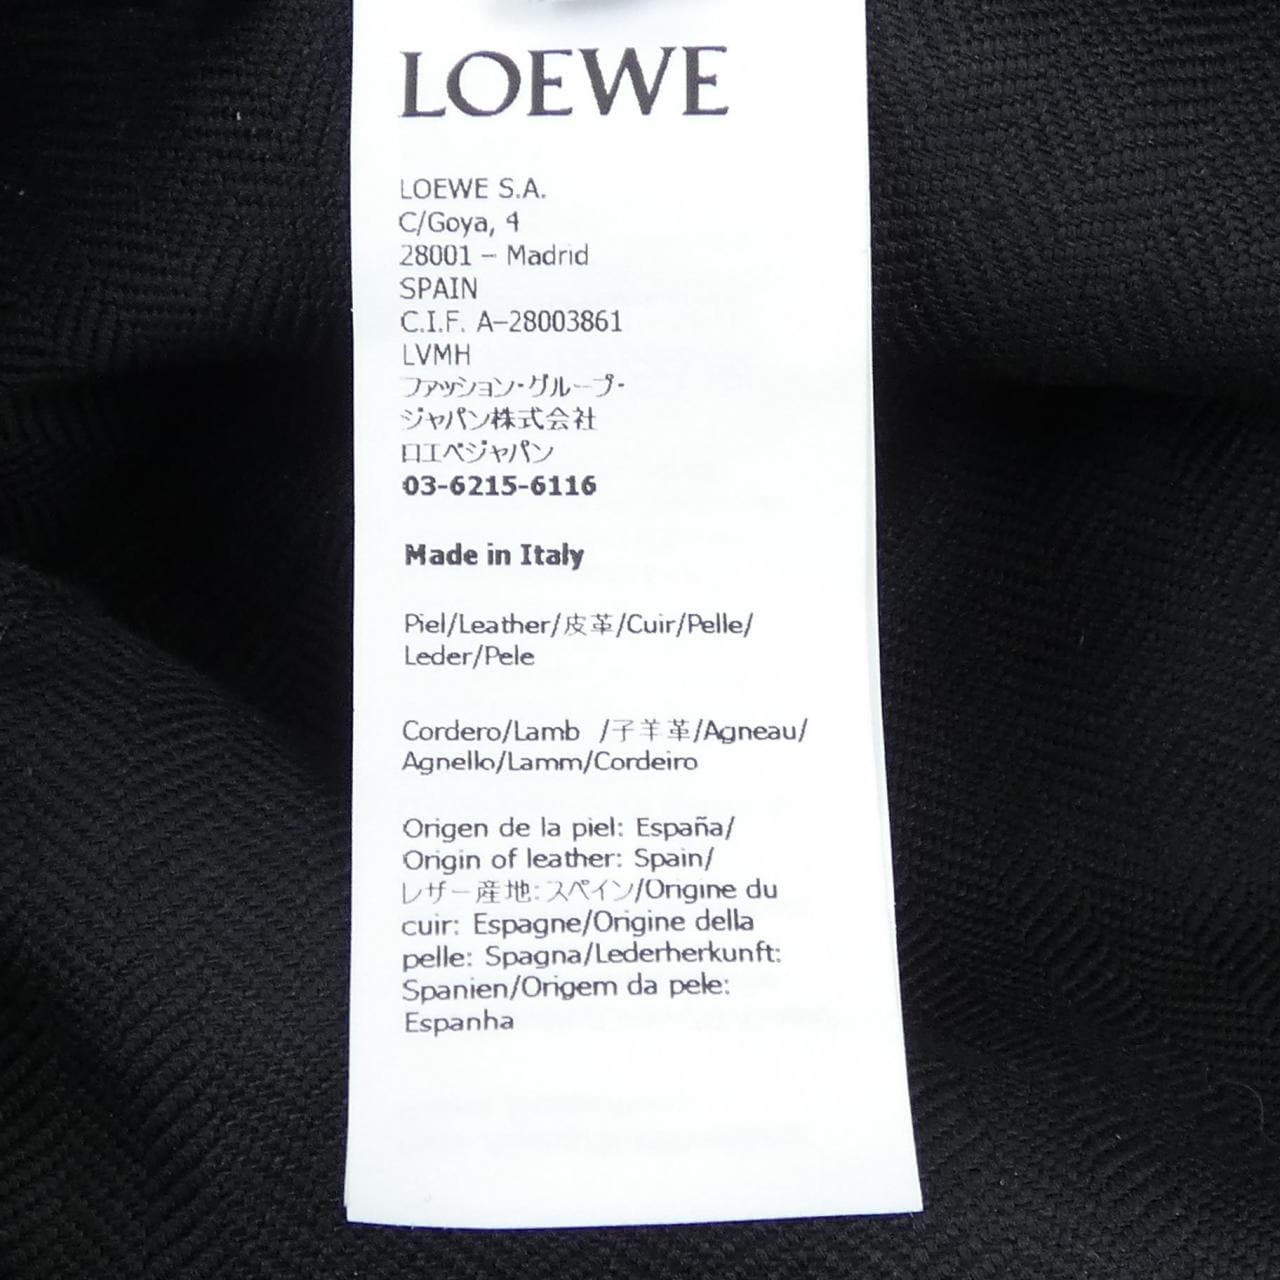 LOEWE
LOEWE S.A.
C/Goya, 4
28001 – Madrid
SPAIN
C.I.F. A–28003861
LVMH
ファッション・グループ・
ジャパン株式会社
ロエベジャパン
03-6215-6116
Made in Italy
Piel/Leather/皮革/Cuir/Pelle/
Leder/Pele
Cordero/Lamb /子羊革/Agneau/
Agnello/Lamm/Cordeiro
Origen de la piel: España/
Origin of leather: Spain/
レザー産地:スペイン/Origine du
cuir: Espagne/Origine della
pelle: Spagna/Lederherkunft:
Spanien/Origem da pele:
Espanha